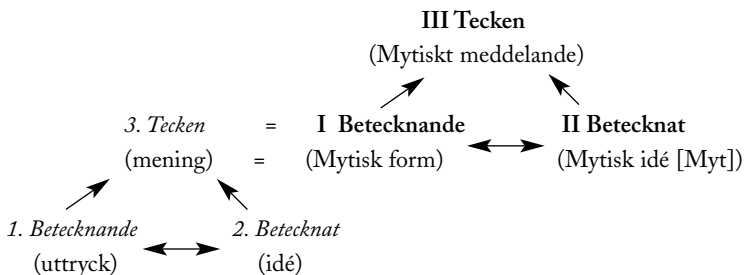 III Tecken
(Mytiskt meddelande)
3. Tecken = I Betecknande II Betecknat
(mening) = (Mytisk form) (Mytisk idé [Myt])
1. Betecknande 2. Betecknat
(uttryck) (idé)